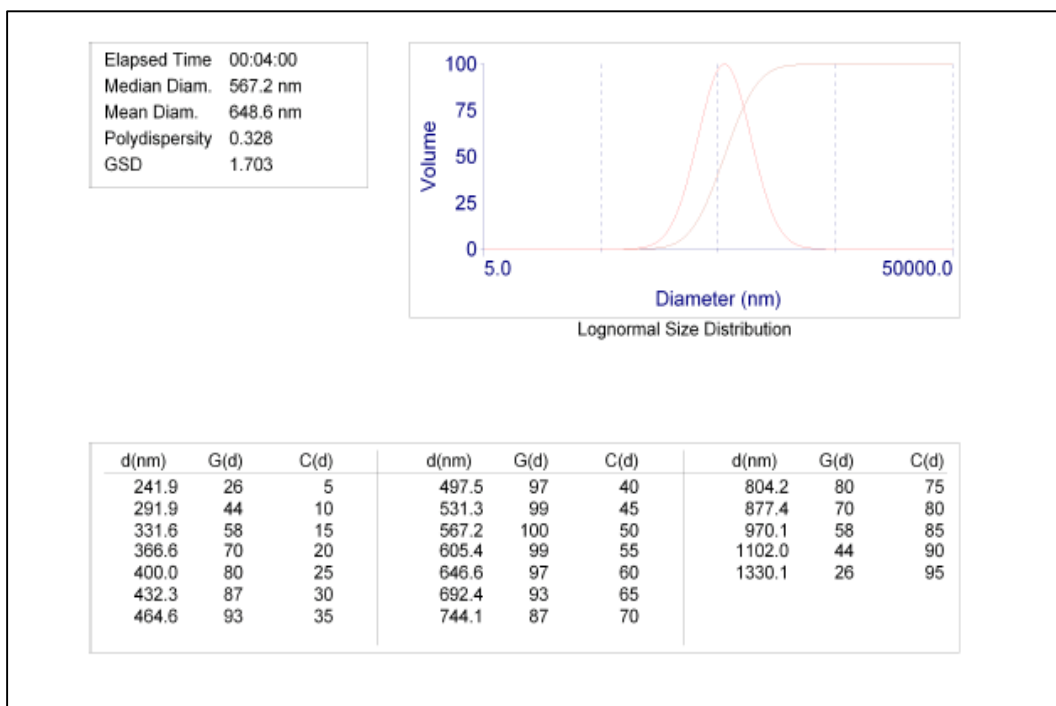 Elapsed Time 00:04:00
Median Diam. 567.2 nm
Mean Diam. 648.6 nm
Polydispersity 0.328
GSD 1.703
100
75
50
25
0
Volume
5.0 50000.0
Diameter (nm)
Lognormal Size Distribution
d(nm) G(d) C(d) d(nm) G(d) C(d) d(nm) G(d) C(d)
241.9 26 5 497.5 97 40 804.2 80 75
291.9 44 10 531.3 99 45 877.4 70 80
331.6 58 15 567.2 100 50 970.1 58 85
366.6 70 20 605.4 99 55 1102.0 44 90
400.0 80 25 646.6 97 60 1330.1 26 95
432.3 87 30 692.4 93 65
464.6 93 35 744.1 87 70